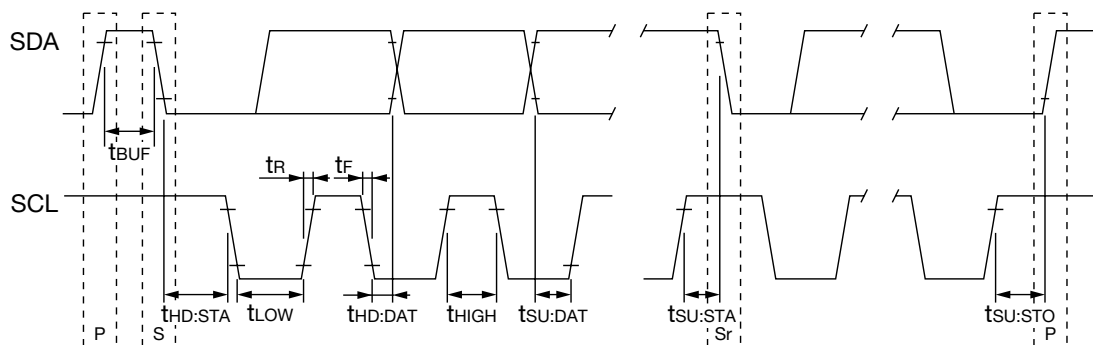 SDA
tBUF
tR
tF
SCL
tHD:STA
tLOW
tHD:DAT
tHIGH
tSU:DAT
tSU:STA
tSU:STO
P
S
Sr
P